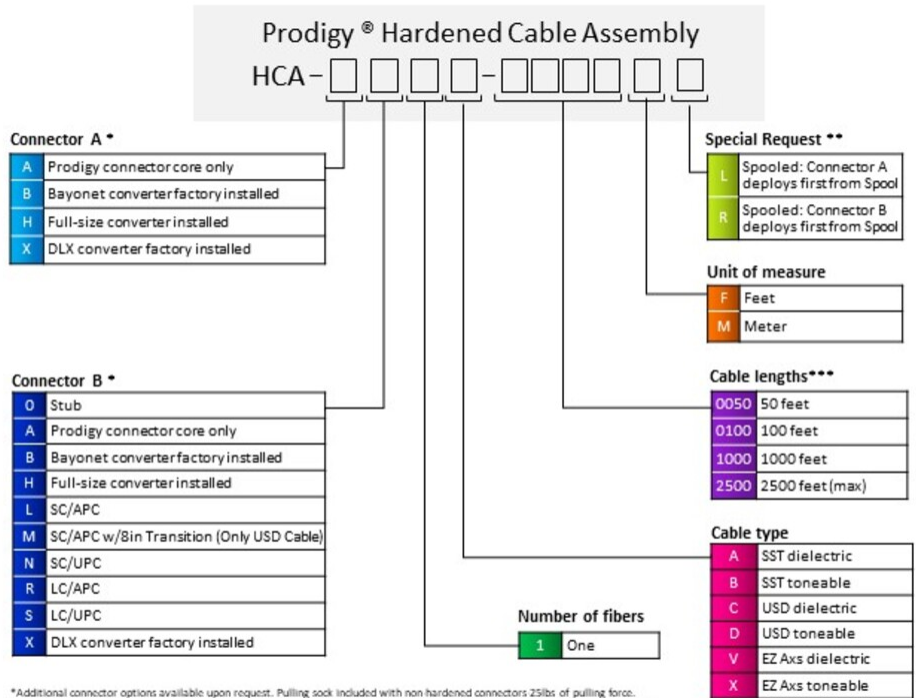 Prodigy ® Hardened Cable Assembly
HCA – –
Connector A *
A Prodigy connector core only
B Bayonet converter factory installed
H Full-size converter installed
X DLX converter factory installed
Connector B *
0 Stub
A Prodigy connector core only
B Bayonet converter factory installed
H Full-size converter installed
L SC/APC
M SC/APC w/8in Transition (Only USD Cable)
N SC/UPC
R LC/APC
S LC/UPC
X DLX converter factory installed
Number of fibers
1 One
Special Request **
L Spooled: Connector A
deploys first from Spool
R Spooled: Connector B
deploys first from Spool
Unit of measure
F Feet
M Meter
Cable lengths***
0050 50 feet
0100 100 feet
1000 1000 feet
2500 2500 feet (max)
Cable type
A SST dielectric
B SST toneable
C USD dielectric
D USD toneable
V EZ Axs dielectric
X EZ Axs toneable
*Additional connector options available upon request. Pulling sock included with non hardened connectors 25lbs of pulling force.